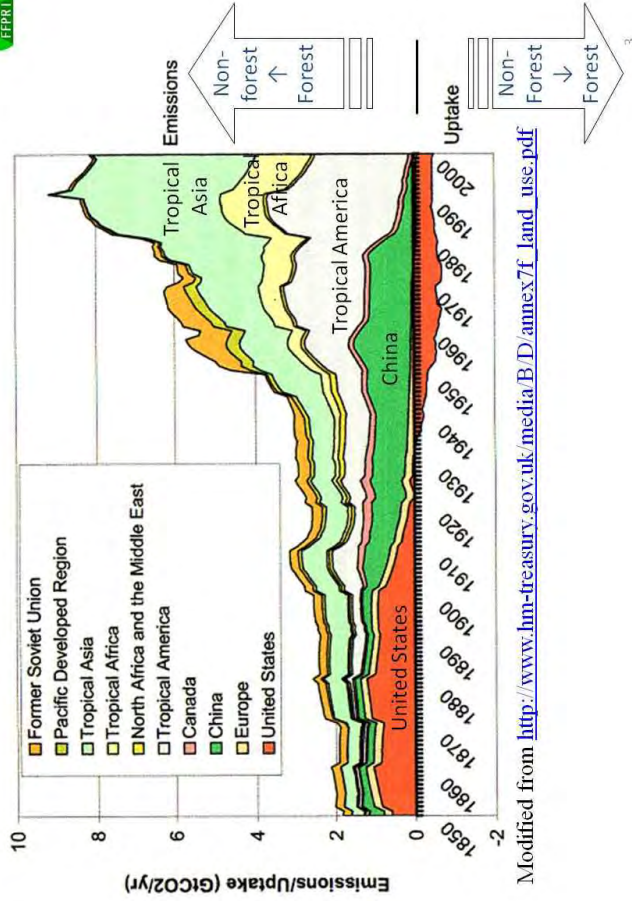 FFPRI
10
8
6
4
2
0
-2
Emissions/Uptake (GtCO2/yr)
Former Soviet Union
Pacific Developed Region
Tropical Asia
Tropical Africa
North Africa and the Middle East
Tropical America
Canada
China
Europe
United States
Tropical
Asia
Tropical
Africa
Tropical America
China
United States
1850
1860
1870
1880
1890
1900
1910
1920
1930
1940
1950
1960
1970
1980
1990
2000
Emissions
Non-
forest
↑
Forest
Uptake
Non-
Forest
↓
Forest
Modified from http://www.hm-treasury.gov.uk/media/B/D/annex7f_land_use.pdf
3